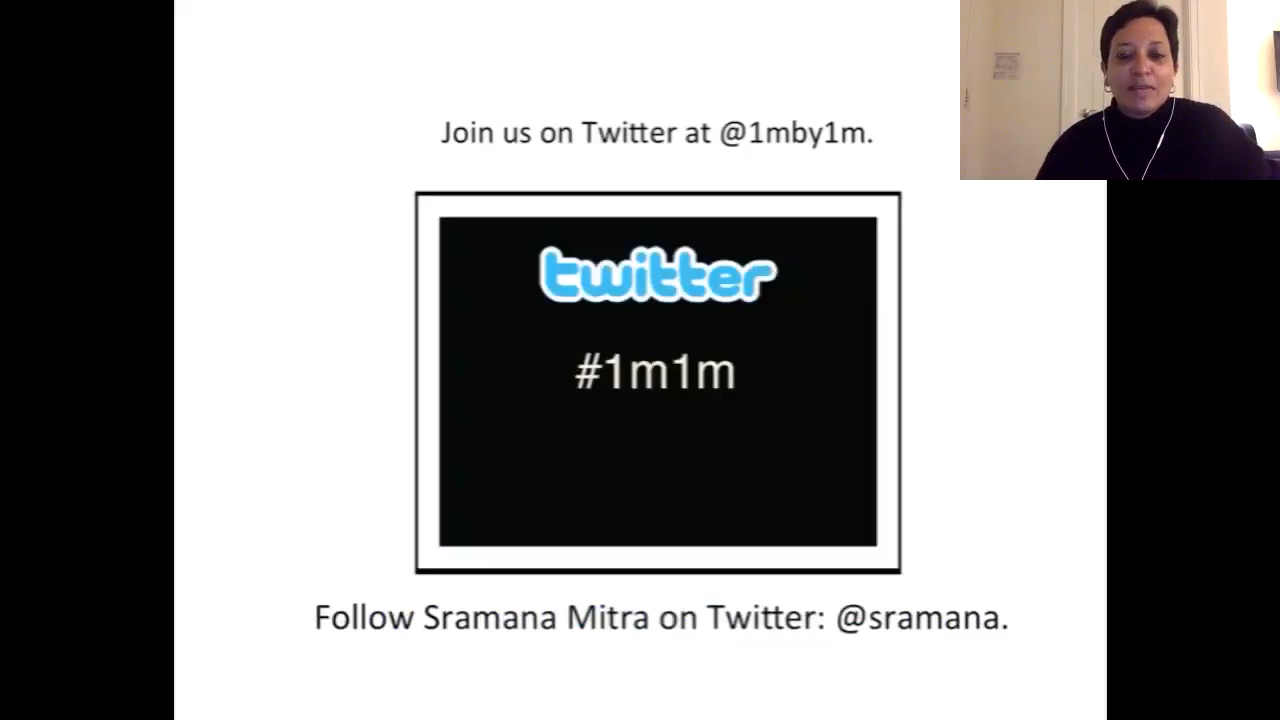 Join us on Twitter at @1mby1m.
twitter
#1m1m
Follow Sramana Mitra on Twitter: @sramana.